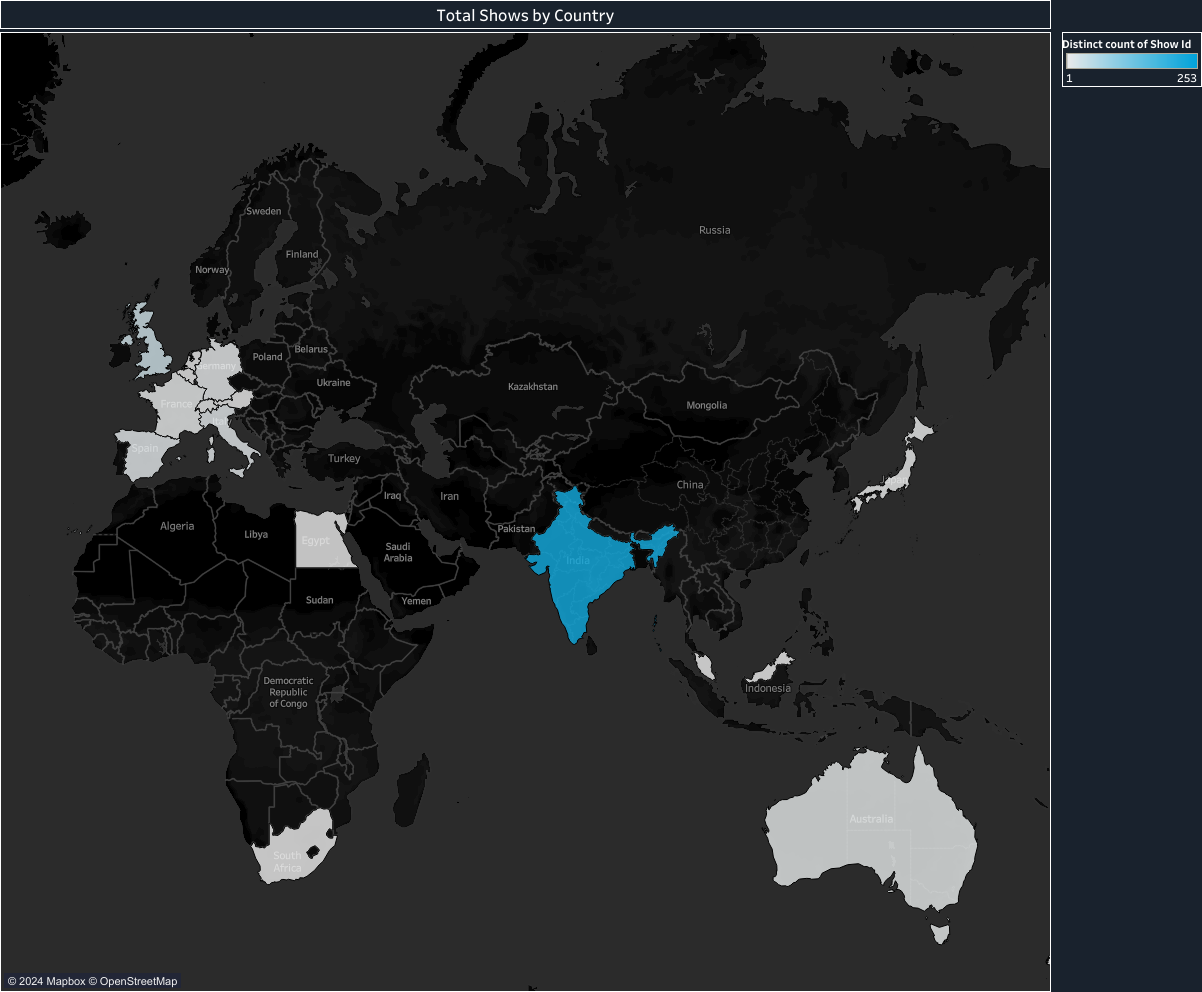 Total Shows by Country
Distinct count of Show Id
1 253
Sweden
Russia
Finland
Norway
Belarus
Poland
Germany
Ukraine
Kazakhstan
France
Mongolia
Spain
Turkey
China
Iraq
Iran
Algeria
Pakistan
Libya
Egypt
Saudi
Arabia
India
Sudan
Yemen
Democratic
Republic
of Congo
Indonesia
Australia
South
Africa
© 2024 Mapbox © OpenStreetMap